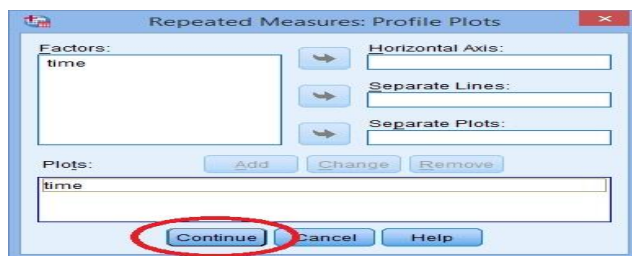 Repeated Measures: Profile Plots
Factors:
time
Horizontal Axis:
Separate Lines:
Separate Plots:
Plots:
Add Change Remove
time
Continue Cancel Help